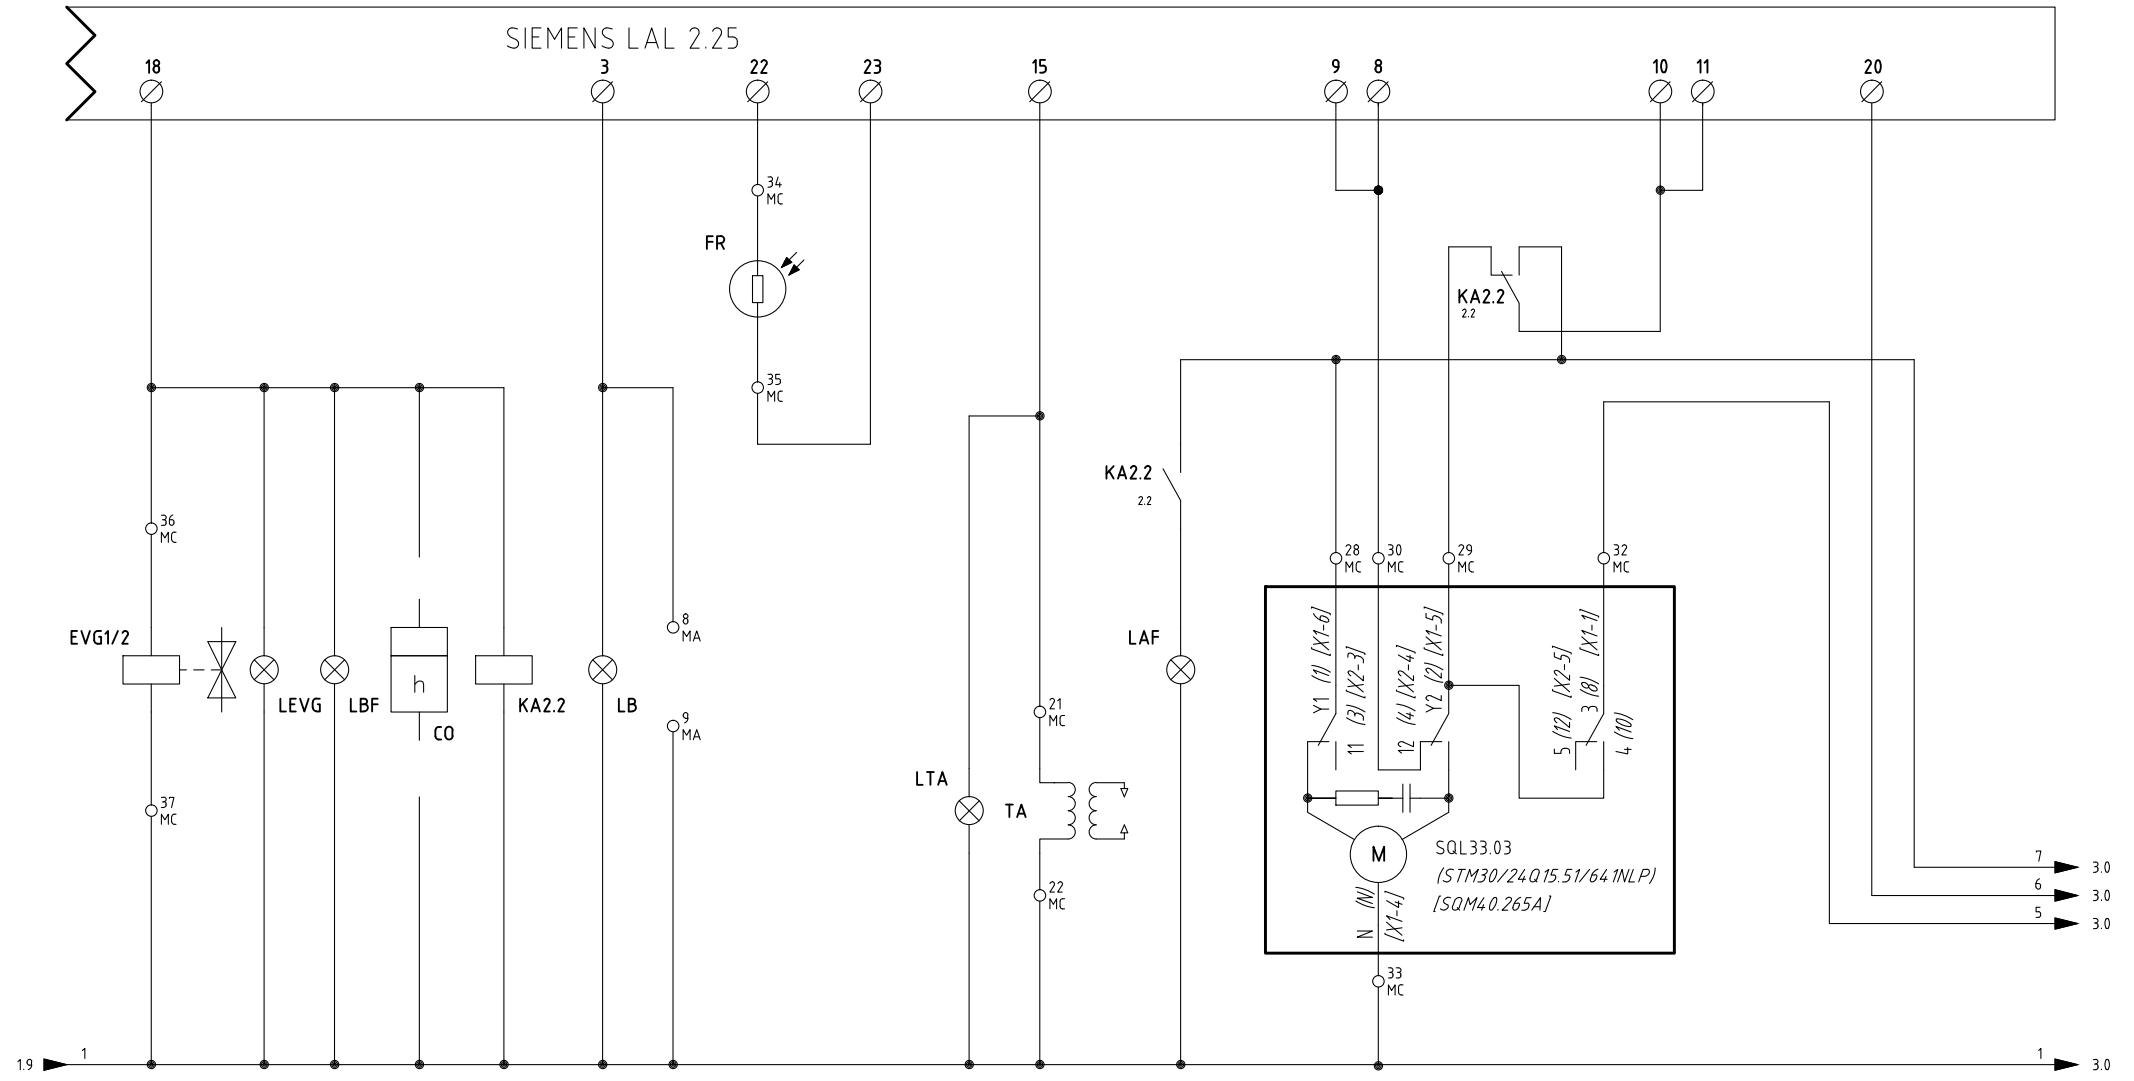 SIEMENS LAL 2.25
18 3 22 23 15 9 8 10 11 20
34
MC
FR
KA2.2
2.2
35
MC
KA2.2
2.2
36
MC
28
MC
30
MC
29
MC
32
MC
8
MA
EVG1/2
LAF
h
LEVG LBF KA2.2 LB
CO
9
MA
21
MC
Y1 (1) [X1-6]
11 (3) [X2-3]
12 (4) [X2-4]
Y2 (2) [X1-5]
5 (12) [X2-5]
3 (8) [X1-1]
4 (10)
LTA
TA
37
MC
M
SQL33.03
(STM30/24Q15.51/641NLP)
[SQM40.265A]
N (N)
[X1-4]
22
MC
7 3.0
6 3.0
5 3.0
33
MC
1.9 1 1 3.0